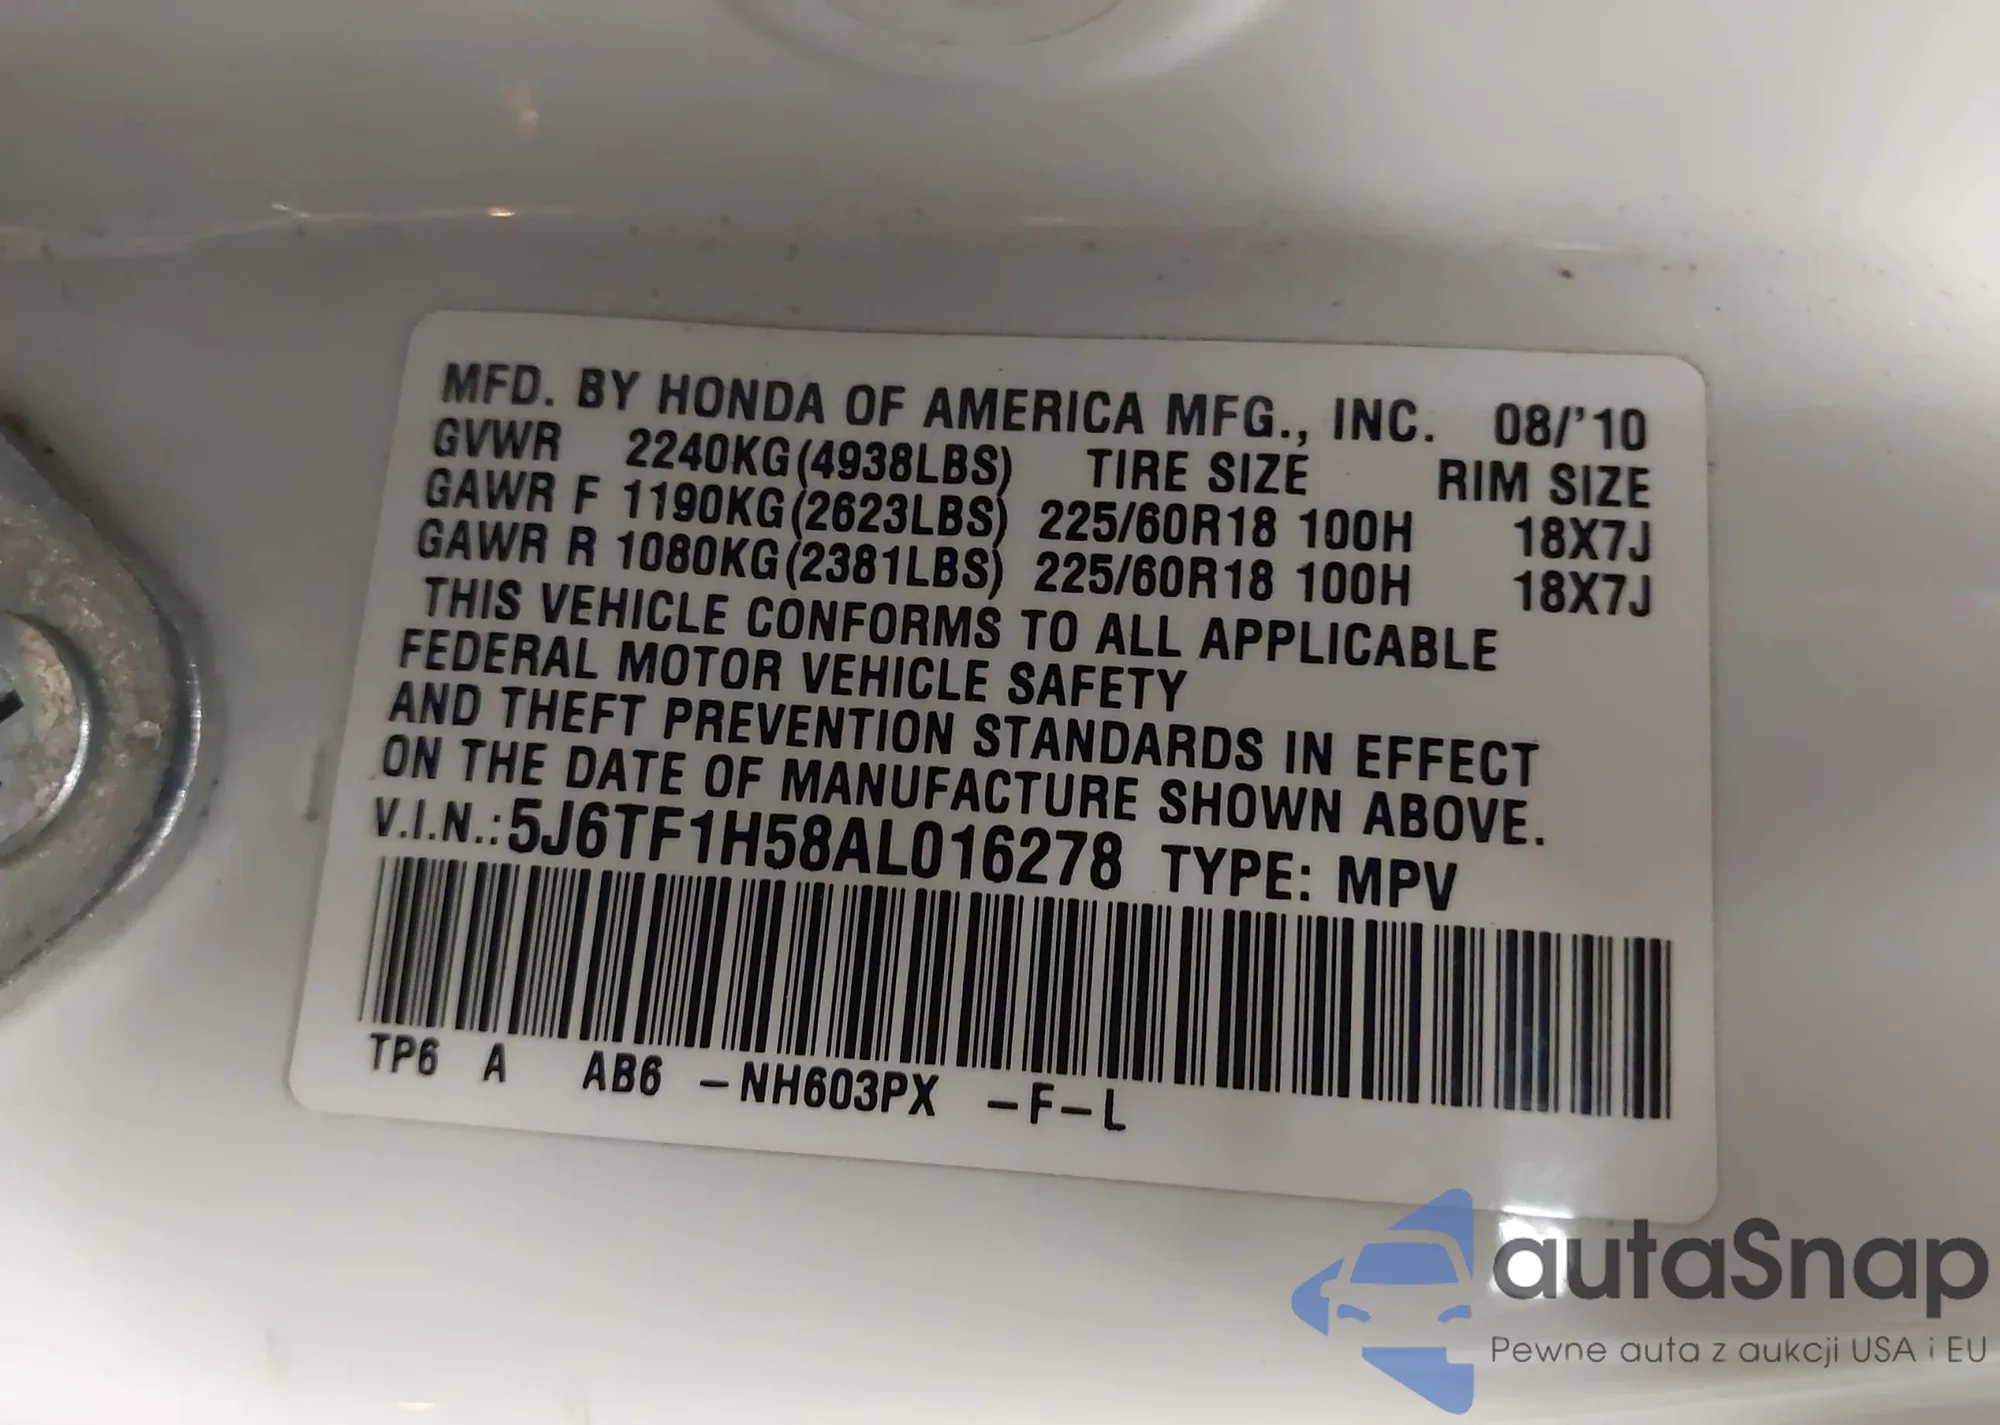 MFD. BY HONDA OF AMERICA MFG., INC. 08/'10
GVWR 2240KG(4938LBS) TIRE SIZE RIM SIZE
GAWR F 1190KG(2623LBS) 225/60R18 100H 18X7J
GAWR R 1080KG(2381LBS) 225/60R18 100H 18X7J
THIS VEHICLE CONFORMS TO ALL APPLICABLE
FEDERAL MOTOR VEHICLE SAFETY
AND THEFT PREVENTION STANDARDS IN EFFECT
ON THE DATE OF MANUFACTURE SHOWN ABOVE.
V.I.N.:5J6TF1H58AL016278 TYPE: MPV
TP6 A AB6 -NH603PX -F-L
autaSnap
Pewne auta z aukcji USA i EU